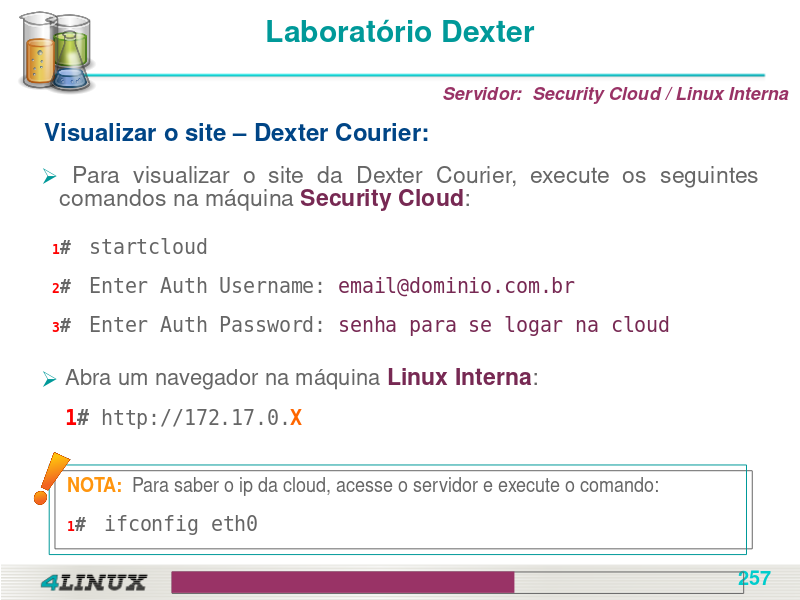 Laboratório Dexter
Servidor: Security Cloud / Linux Interna
Visualizar o site – Dexter Courier:
Para visualizar o site da Dexter Courier, execute os seguintes
comandos na máquina Security Cloud:
1# startcloud
2# Enter Auth Username: email@dominio.com.br
3# Enter Auth Password: senha para se logar na cloud
Abra um navegador na máquina Linux Interna:
1# http://172.17.0.X
NOTA: Para saber o ip da cloud, acesse o servidor e execute o comando:
1# ifconfig eth0
4LINUX
257